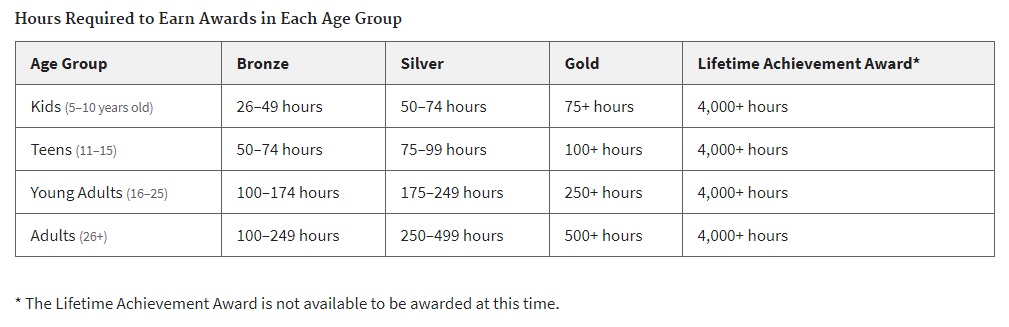 Hours Required to Earn Awards in Each Age Group
Age Group Bronze Silver Gold Lifetime Achievement Award*
Kids (5–10 years old) 26–49 hours 50–74 hours 75+ hours 4,000+ hours
Teens (11–15) 50–74 hours 75–99 hours 100+ hours 4,000+ hours
Young Adults (16–25) 100–174 hours 175–249 hours 250+ hours 4,000+ hours
Adults (26+) 100–249 hours 250–499 hours 500+ hours 4,000+ hours
* The Lifetime Achievement Award is not available to be awarded at this time.